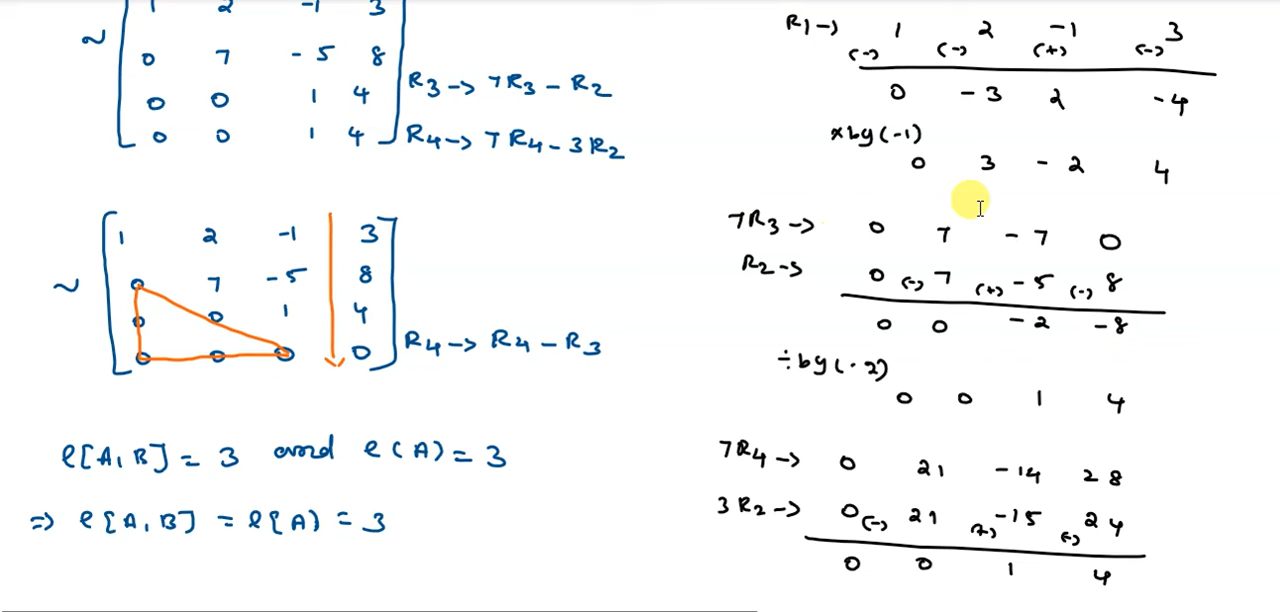 1 2 -1 3
~ 0 7 -5 8
0 0 1 4 R3 -> 7R3 - R2
0 0 1 4 R4 -> 7R4 - 3R2
1 2 -1 3
~ 0 7 -5 8
0 0 1 4
0 0 0 0 R4 -> R4 - R3
ρ[A,B] = 3 and ρ(A) = 3
=> ρ[A,B] = ρ[A) = 3
R1 -> 1 2 -1 3
(-) (-) (+) (-)
0 -3 2 -4
× by (-1)
0 3 -2 4
7R3 -> 0 7 -7 0
R2 -> 0 (-) 7 (+) -5 (-) 8
0 0 -2 -8
÷ by (-2)
0 0 1 4
7R4 -> 0 21 -14 28
3R2 -> 0 (-) 21 (+) -15 (-) 24
0 0 1 4